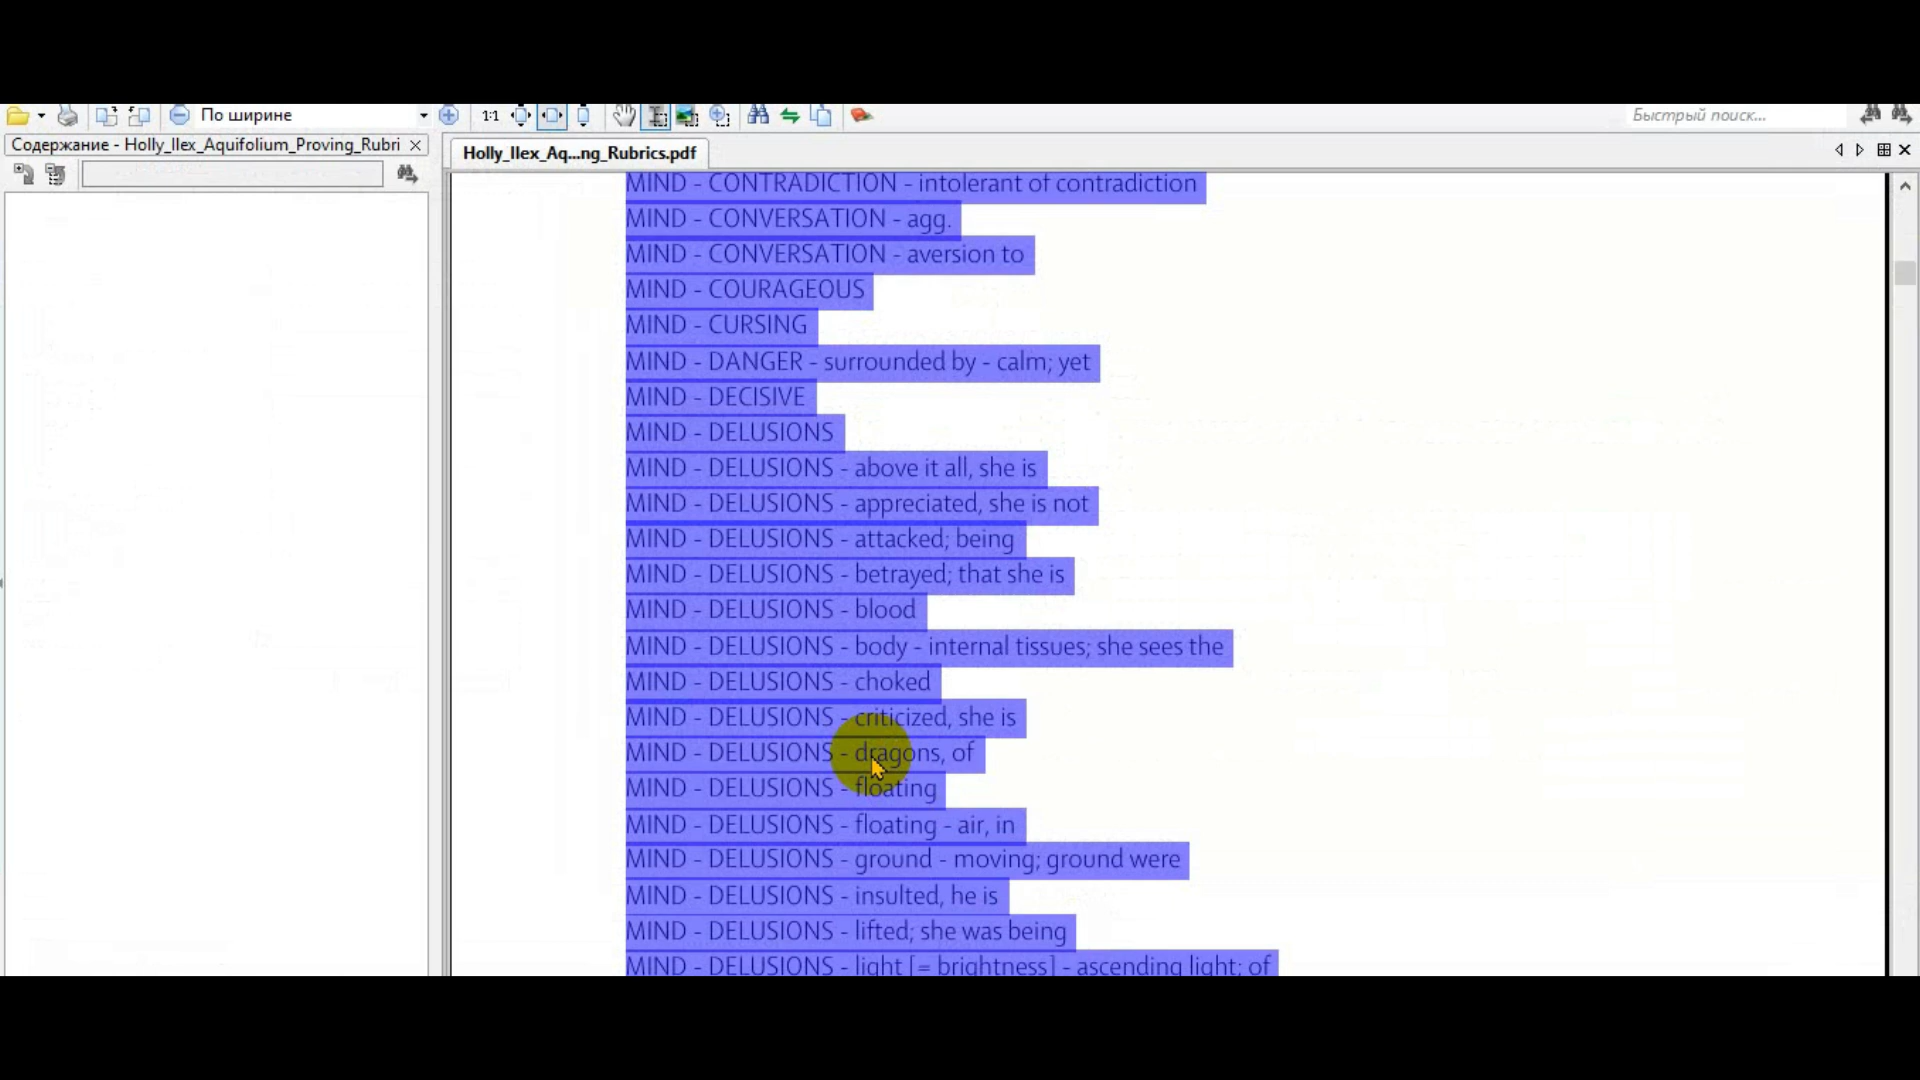 По ширине
1:1
Быстрый поиск...
Содержание - Holly_Ilex_Aquifolium_Proving_Rubri
Holly_Ilex_Aq...ng_Rubrics.pdf
MIND - CONTRADICTION - intolerant of contradiction
MIND - CONVERSATION - agg.
MIND - CONVERSATION - aversion to
MIND - COURAGEOUS
MIND - CURSING
MIND - DANGER - surrounded by - calm; yet
MIND - DECISIVE
MIND - DELUSIONS
MIND - DELUSIONS - above it all, she is
MIND - DELUSIONS - appreciated, she is not
MIND - DELUSIONS - attacked; being
MIND - DELUSIONS - betrayed; that she is
MIND - DELUSIONS - blood
MIND - DELUSIONS - body - internal tissues; she sees the
MIND - DELUSIONS - choked
MIND - DELUSIONS - criticized, she is
MIND - DELUSIONS - dragons, of
MIND - DELUSIONS - floating
MIND - DELUSIONS - floating - air, in
MIND - DELUSIONS - ground - moving; ground were
MIND - DELUSIONS - insulted, he is
MIND - DELUSIONS - lifted; she was being
MIND - DELUSIONS - light [= brightness] - ascending light; of